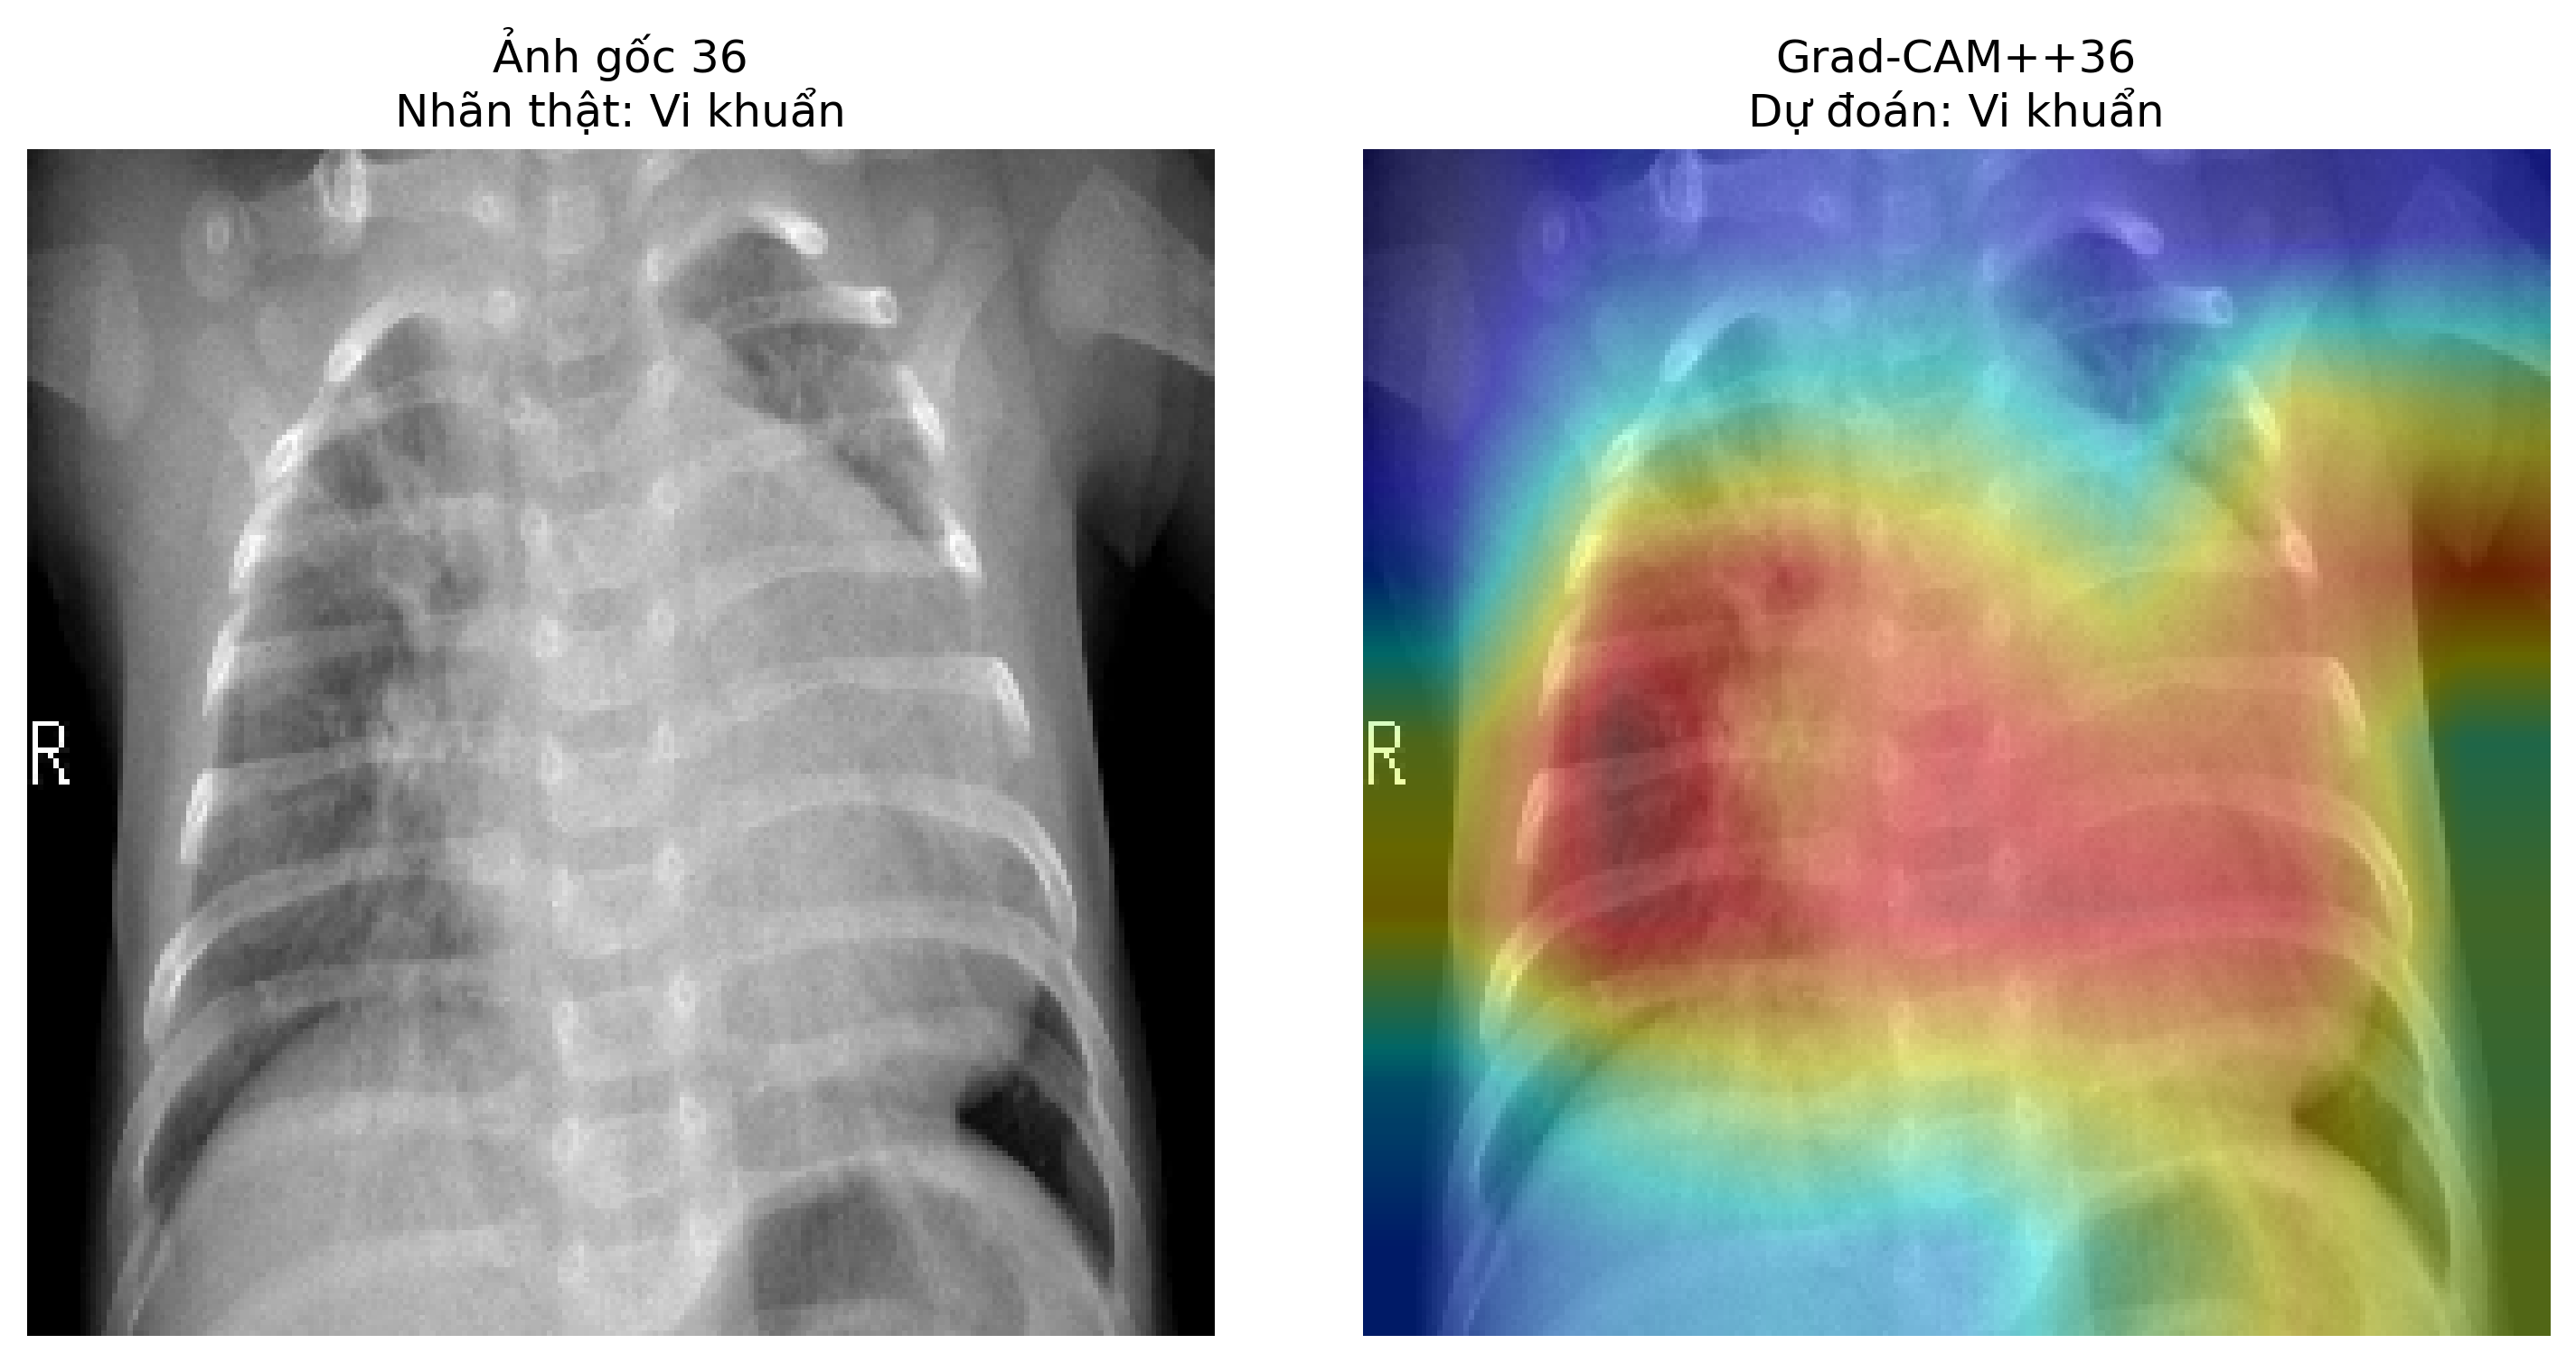 Ảnh gốc 36
Nhãn thật: Vi khuẩn
Grad-CAM++36
Dự đoán: Vi khuẩn
R
R